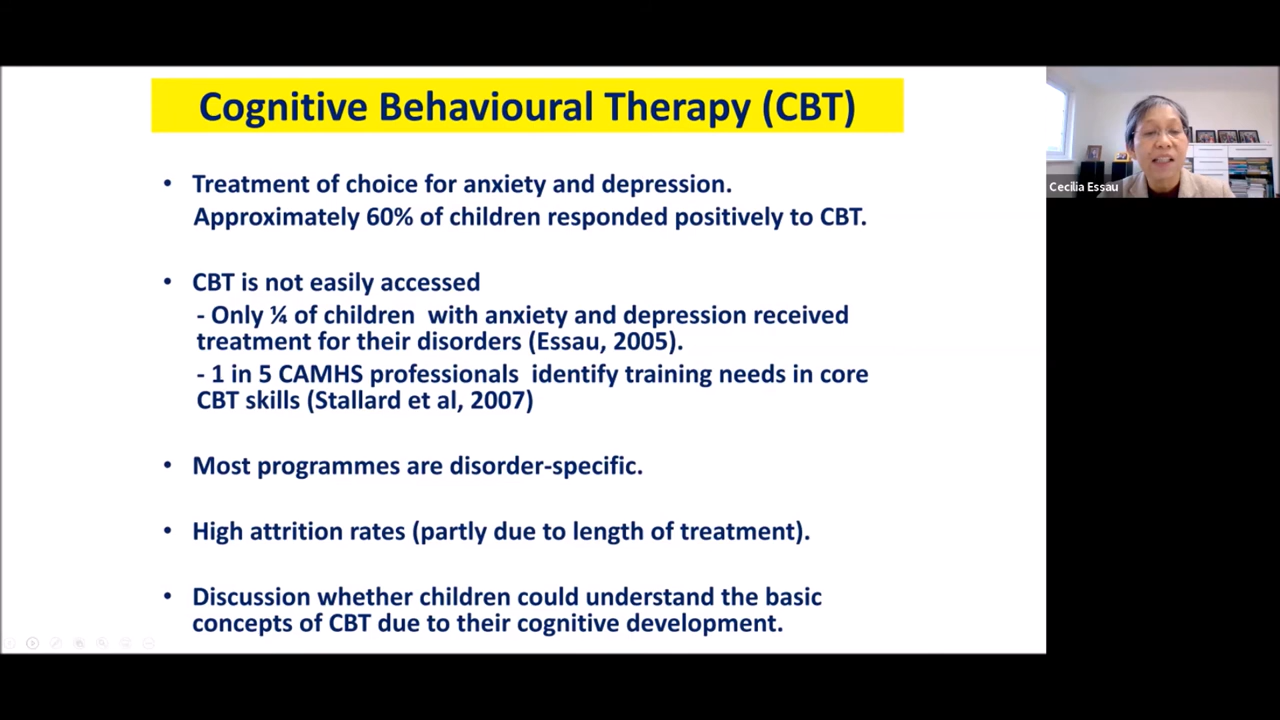 Cognitive Behavioural Therapy (CBT)
• Treatment of choice for anxiety and depression.
Approximately 60% of children responded positively to CBT.
• CBT is not easily accessed
- Only ¼ of children with anxiety and depression received
treatment for their disorders (Essau, 2005).
- 1 in 5 CAMHS professionals identify training needs in core
CBT skills (Stallard et al, 2007)
• Most programmes are disorder-specific.
• High attrition rates (partly due to length of treatment).
• Discussion whether children could understand the basic
concepts of CBT due to their cognitive development.
Cecilia Essau